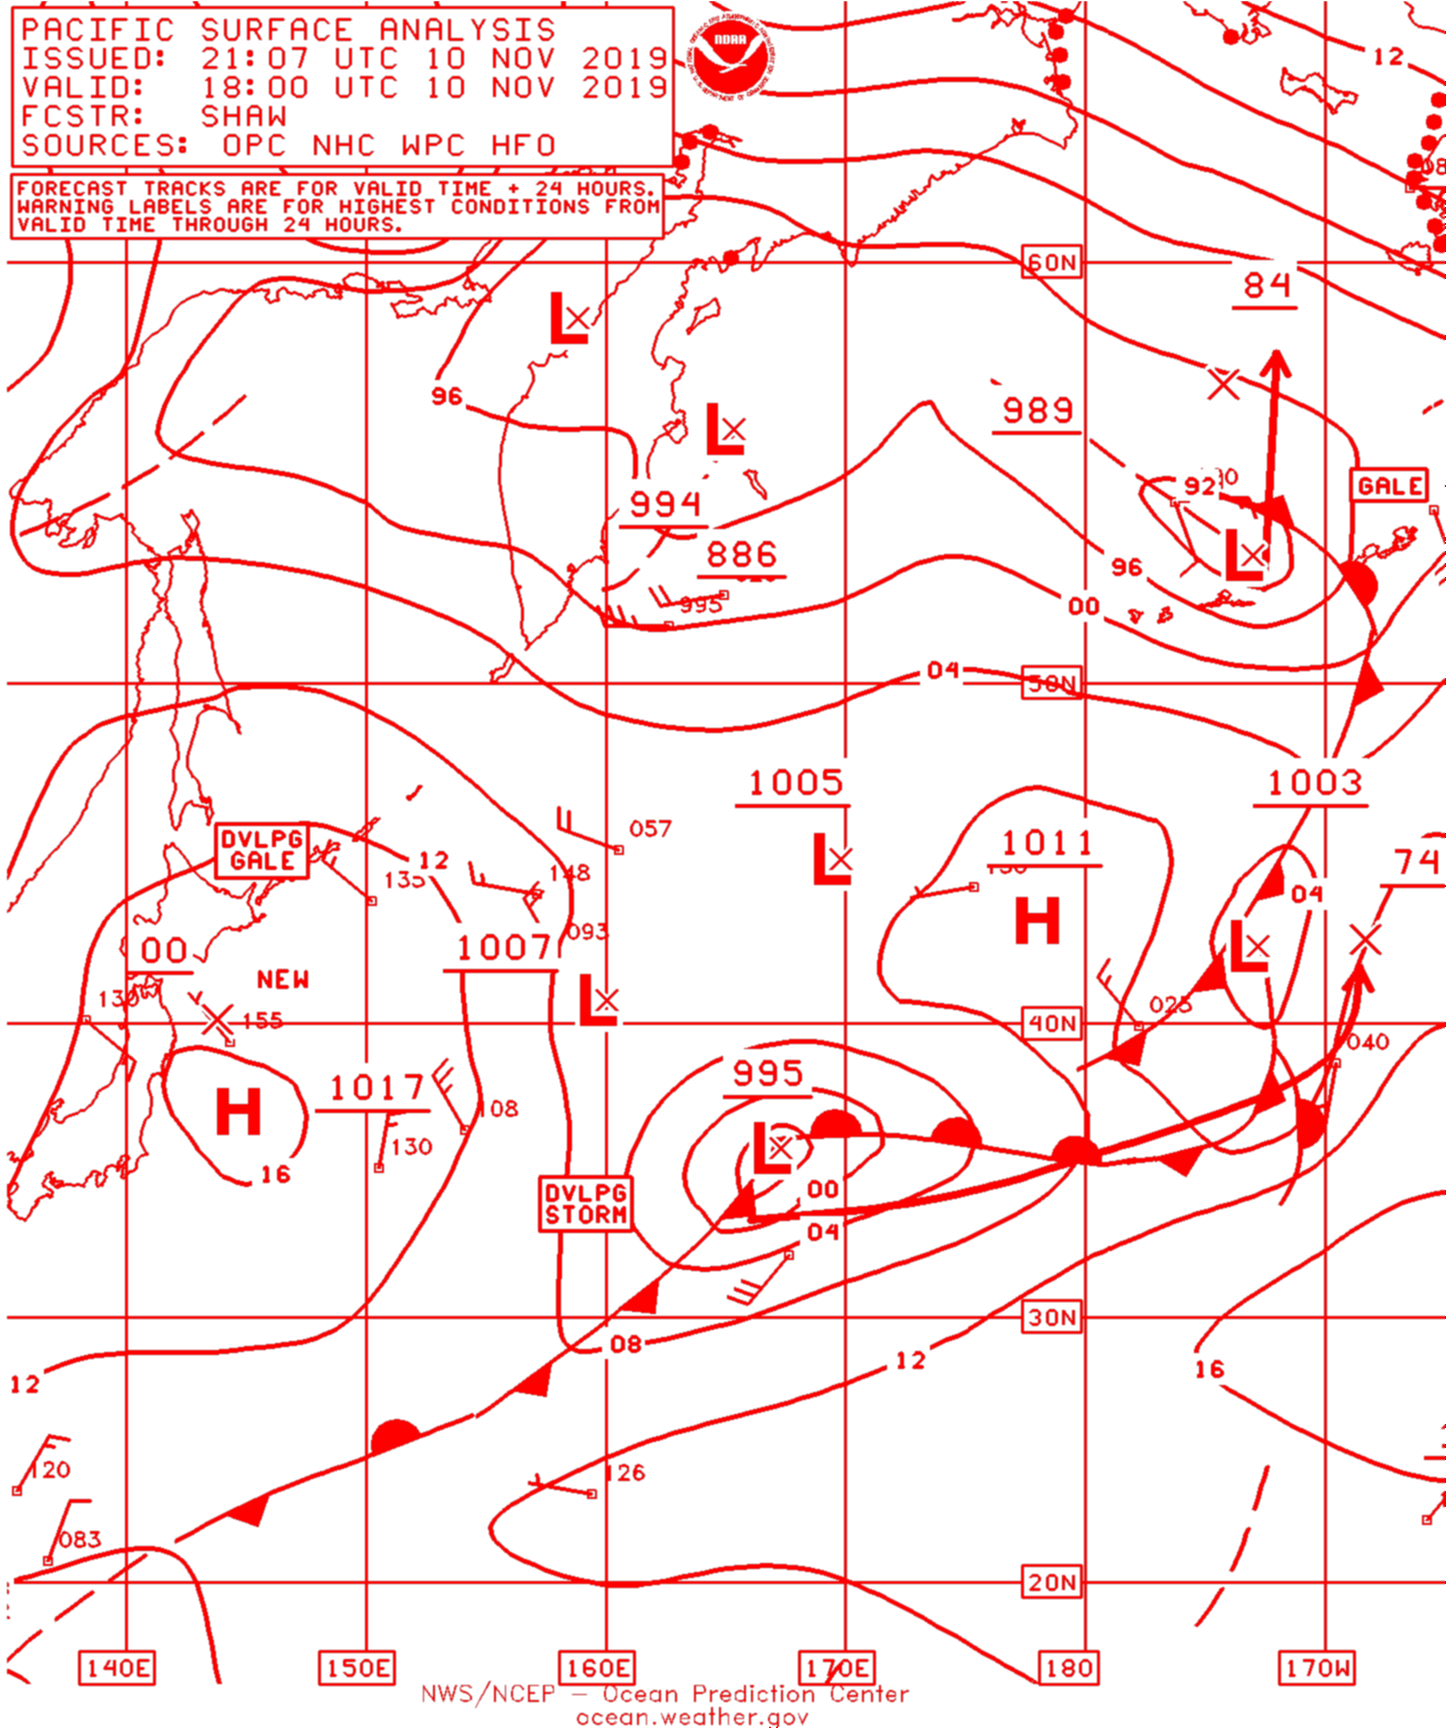 PACIFIC SURFACE ANALYSIS
ISSUED: 21:07 UTC 10 NOV 2019
VALID: 18:00 UTC 10 NOV 2019
FCSTR: SHAW
SOURCES: OPC NHC WPC HFO
NOAA
12
FORECAST TRACKS ARE FOR VALID TIME + 24 HOURS.
WARNING LABELS ARE FOR HIGHEST CONDITIONS FROM
VALID TIME THROUGH 24 HOURS.
60N
84
L
96
989
L
92
GALE
994
886
L
96
995
00
04
50N
1005
1003
057
DVLPG
GALE
12
1011
74
L
148
135
04
H
093
00
1007
L
NEW
L
130
155
40N
025
040
995
1017
H
108
130
L
16
DVLPG
STORM
00
04
30N
08
12
16
12
120
126
083
20N
140E
150E
160E
170E
180
170W
NWS/NCEP – Ocean Prediction Center
ocean.weather.gov